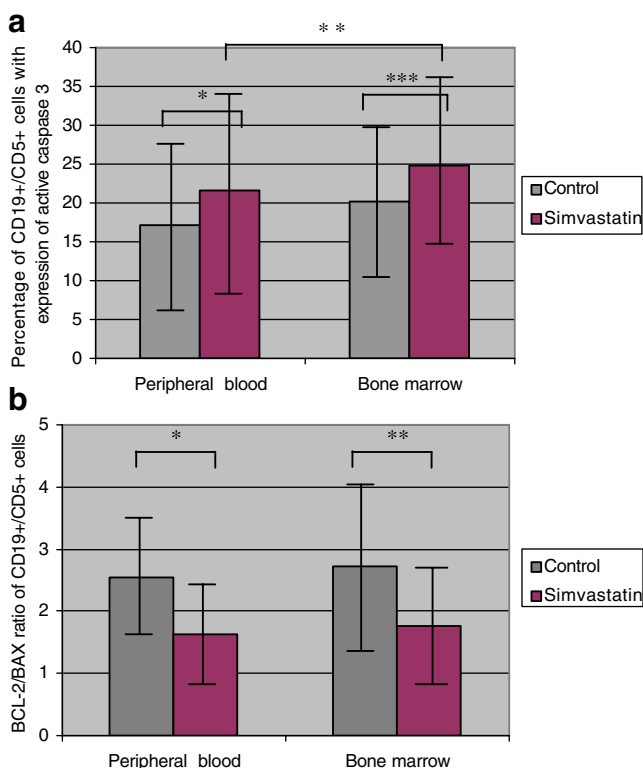 a
Percentage of CD19+/CD5+ cells with
expression of active caspase 3
40
35
30
25
20
15
10
5
0
* *
*
***
Peripheral blood
Bone marrow
Control
Simvastatin
b
BCL-2/BAX ratio of CD19+/CD5+ cells
5
4
3
2
1
0
*
**
Peripheral blood
Bone marrow
Control
Simvastatin